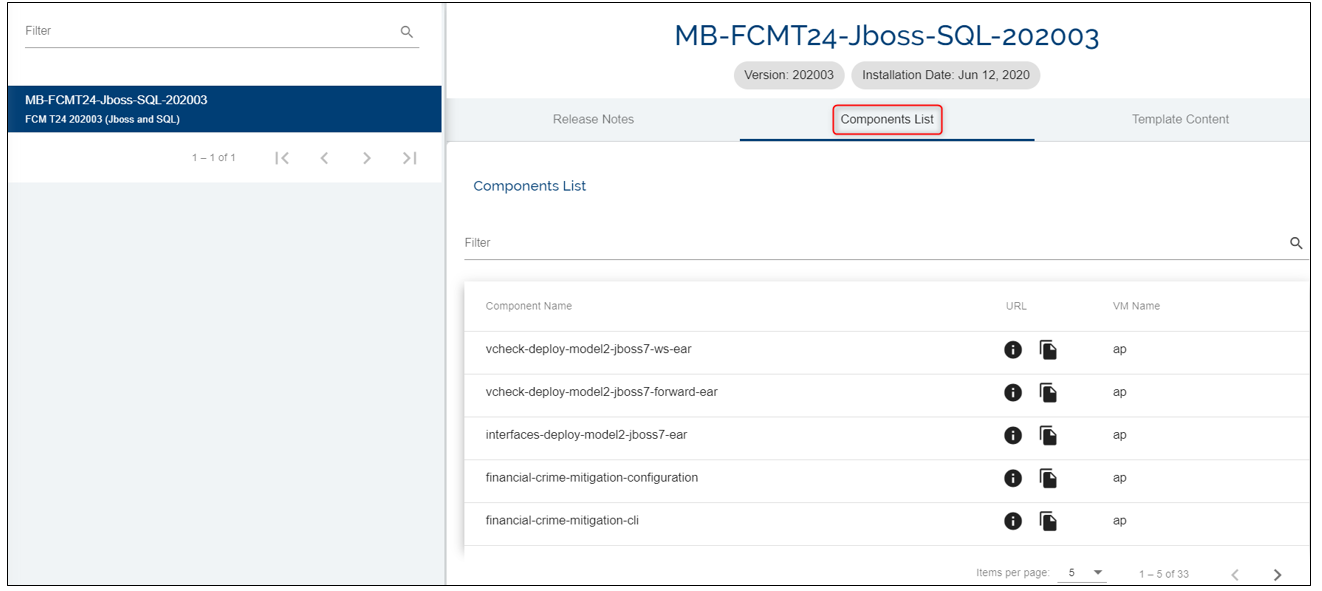 Filter
MB-FCMT24-Jboss-SQL-202003
FCM T24 202003 (Jboss and SQL)
1 – 1 of 1
MB-FCMT24-Jboss-SQL-202003
Version: 202003 Installation Date: Jun 12, 2020
Release Notes Components List Template Content
Components List
Filter
Component Name URL VM Name
vcheck-deploy-model2-jboss7-ws-ear ap
vcheck-deploy-model2-jboss7-forward-ear ap
interfaces-deploy-model2-jboss7-ear ap
financial-crime-mitigation-configuration ap
financial-crime-mitigation-cli ap
Items per page: 5 1 – 5 of 33